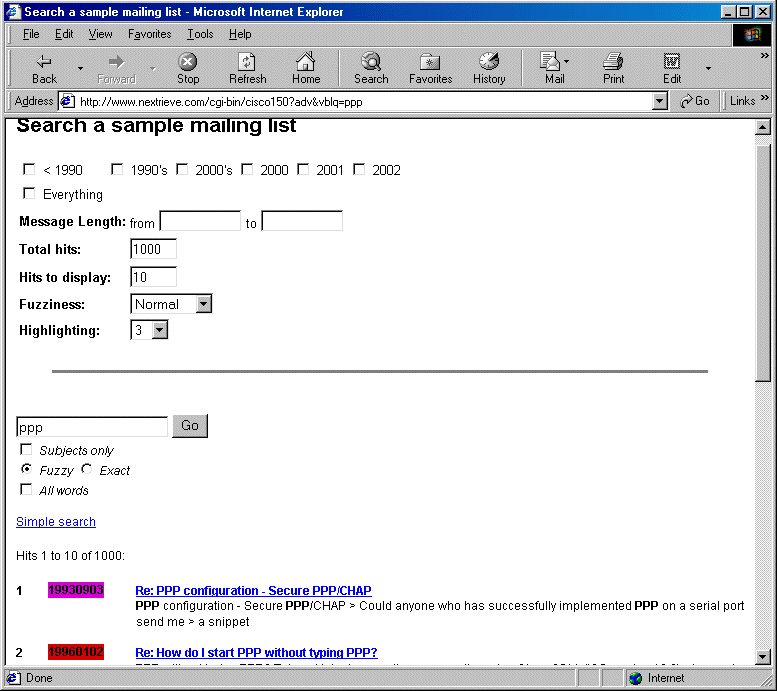 Search a sample mailing list - Microsoft Internet Explorer
File Edit View Favorites Tools Help
»
Back Forward Stop Refresh Home Search Favorites History Mail Print Edit
Address http://www.nextrieve.com/cgi-bin/cisco150?adv&vblq=ppp Go Links »
Search a sample mailing list
< 1990 1990's 2000's 2000 2001 2002
Everything
Message Length: from to
Total hits: 1000
Hits to display: 10
Fuzziness: Normal
Highlighting: 3
ppp Go
Subjects only
Fuzzy Exact
All words
Simple search
Hits 1 to 10 of 1000:
1 19930903 Re: PPP configuration - Secure PPP/CHAP
PPP configuration - Secure PPP/CHAP > Could anyone who has successfully implemented PPP on a serial port
send me > a snippet
2 19960102 Re: How do I start PPP without typing PPP?
Done Internet